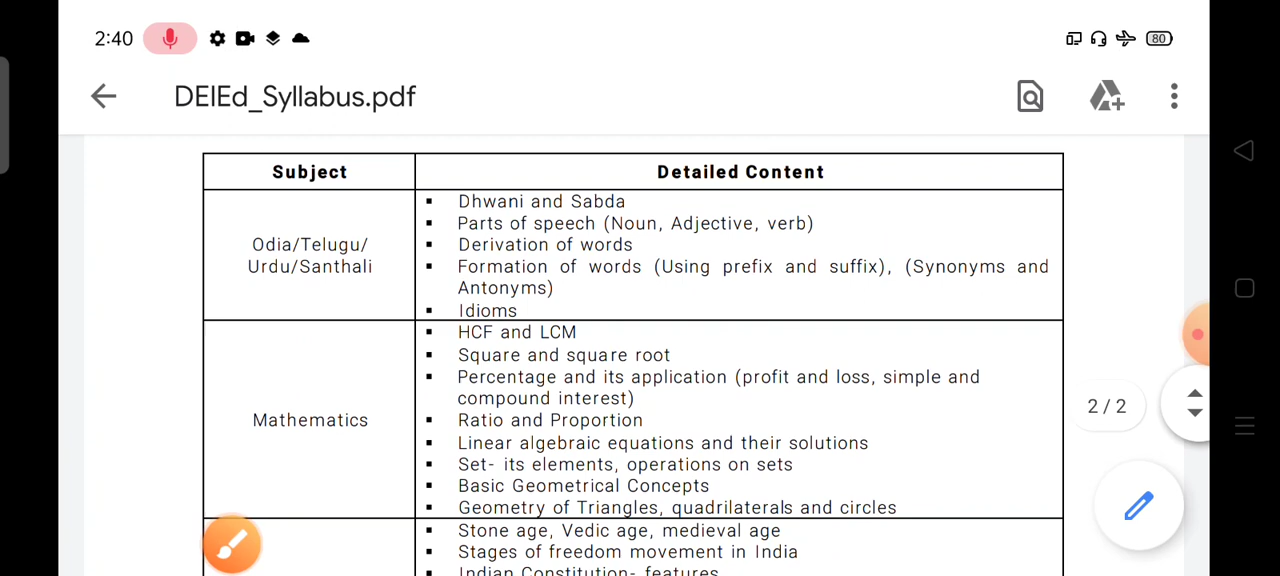 2:40
80
DElEd_Syllabus.pdf
Subject
Detailed Content
Odia/Telugu/
Urdu/Santhali
▪ Dhwani and Sabda
▪ Parts of speech (Noun, Adjective, verb)
▪ Derivation of words
▪ Formation of words (Using prefix and suffix), (Synonyms and
Antonyms)
▪ Idioms
Mathematics
▪ HCF and LCM
▪ Square and square root
▪ Percentage and its application (profit and loss, simple and
compound interest)
▪ Ratio and Proportion
▪ Linear algebraic equations and their solutions
▪ Set- its elements, operations on sets
▪ Basic Geometrical Concepts
▪ Geometry of Triangles, quadrilaterals and circles
2 / 2
▪ Stone age, Vedic age, medieval age
▪ Stages of freedom movement in India
▪ Indian Constitution- features